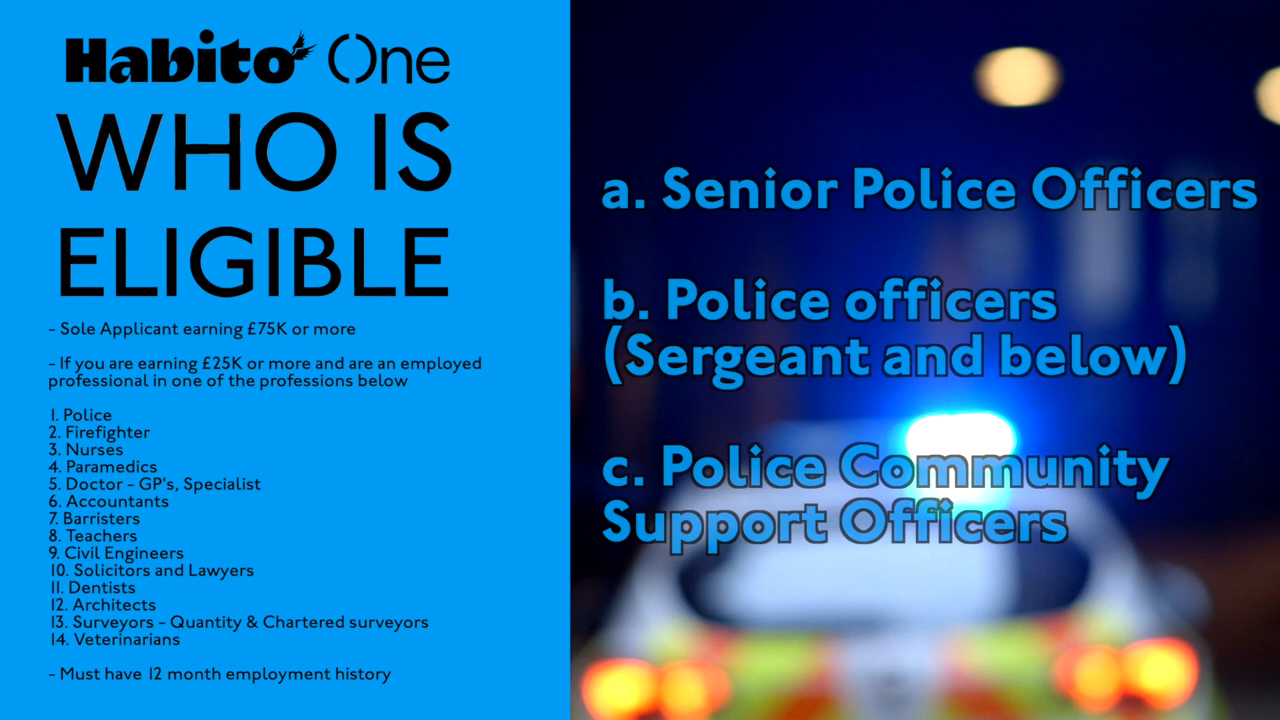 Habito One
WHO IS
ELIGIBLE
- Sole Applicant earning £75K or more
- If you are earning £25K or more and are an employed
professional in one of the professions below
1. Police
2. Firefighter
3. Nurses
4. Paramedics
5. Doctor - GP's, Specialist
6. Accountants
7. Barristers
8. Teachers
9. Civil Engineers
10. Solicitors and Lawyers
11. Dentists
12. Architects
13. Surveyors - Quantity & Chartered surveyors
14. Veterinarians
- Must have 12 month employment history
a. Senior Police Officers
b. Police officers
(Sergeant and below)
c. Police Community
Support Officers